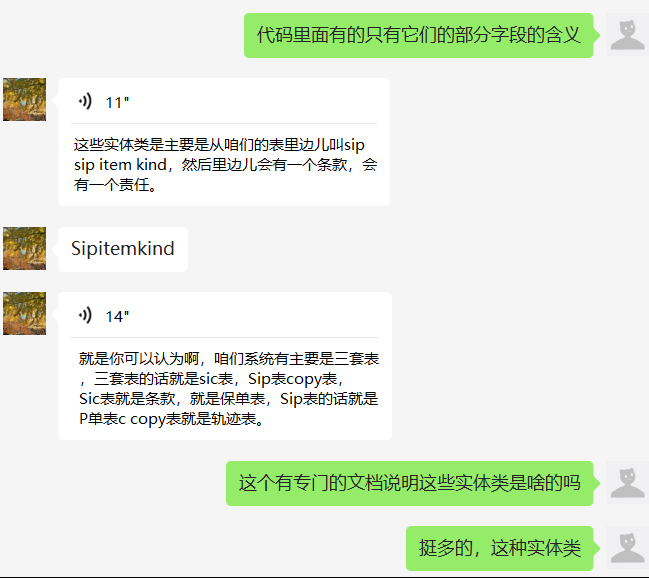 代码里面有的只有它们的部分字段的含义
11"
这些实体类是主要是从咱们的表里边儿叫sip
sip item kind，然后里边儿会有一个条款，会
有一个责任。
Sipitemkind
14"
就是你可以认为啊，咱们系统有主要是三套表
，三套表的话就是sic表，Sip表copy表，
Sic表就是条款，就是保单表，Sip表的话就是
P单表c copy表就是轨迹表。
这个有专门的文档说明这些实体类是啥的吗
挺多的，这种实体类